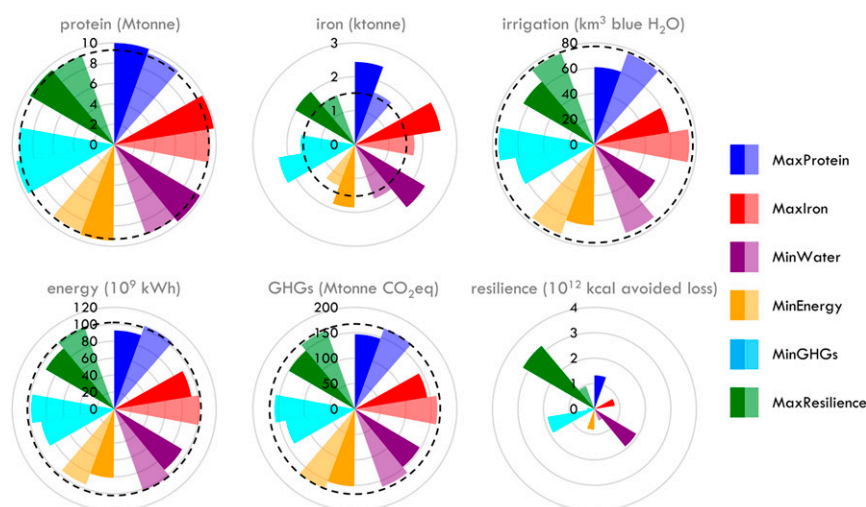 protein (Mtonne)
10
8
6
4
2
0
iron (ktonne)
3
2
1
0
irrigation (km³ blue H₂O)
80
60
40
20
0
energy (10⁹ kWh)
120
100
80
60
40
20
0
GHGs (Mtonne CO₂eq)
200
150
100
50
0
resilience (10¹² kcal avoided loss)
4
3
2
1
0
MaxProtein
MaxIron
MinWater
MinEnergy
MinGHGs
MaxResilience